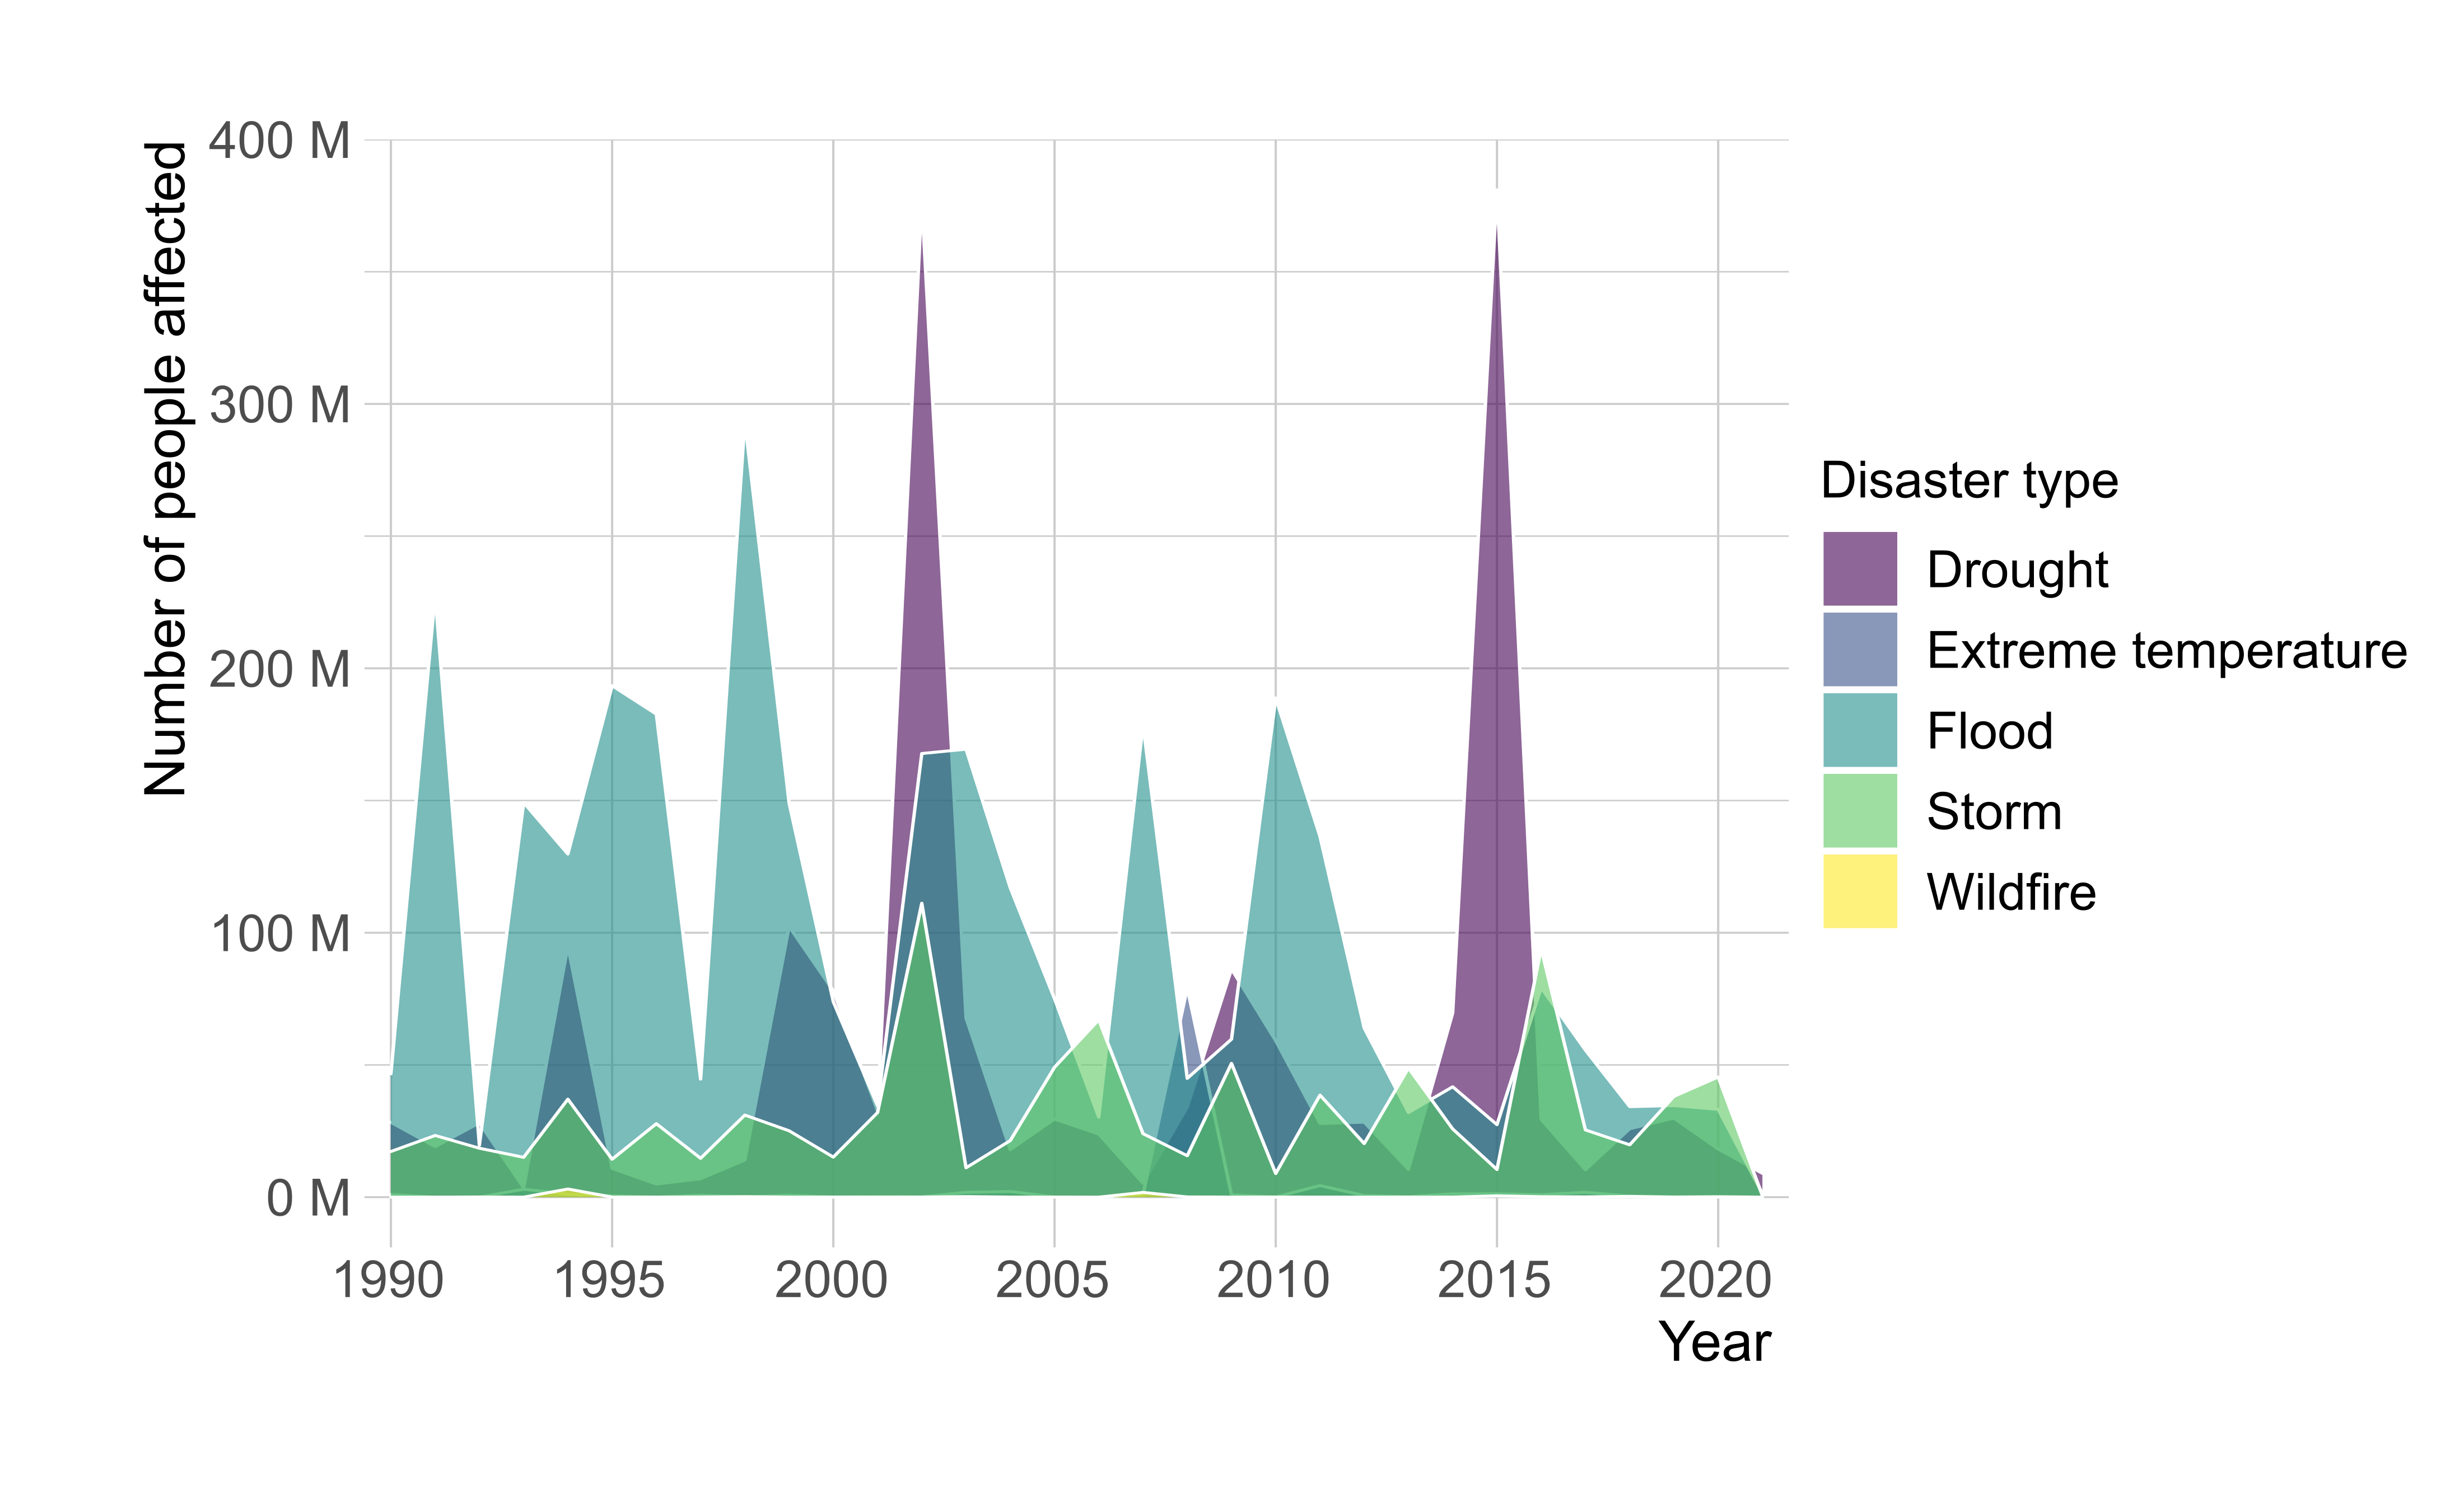 Number of people affected
400 M
300 M
200 M
100 M
0 M
1990
1995
2000
2005
2010
2015
2020
Year
Disaster type
Drought
Extreme temperature
Flood
Storm
Wildfire